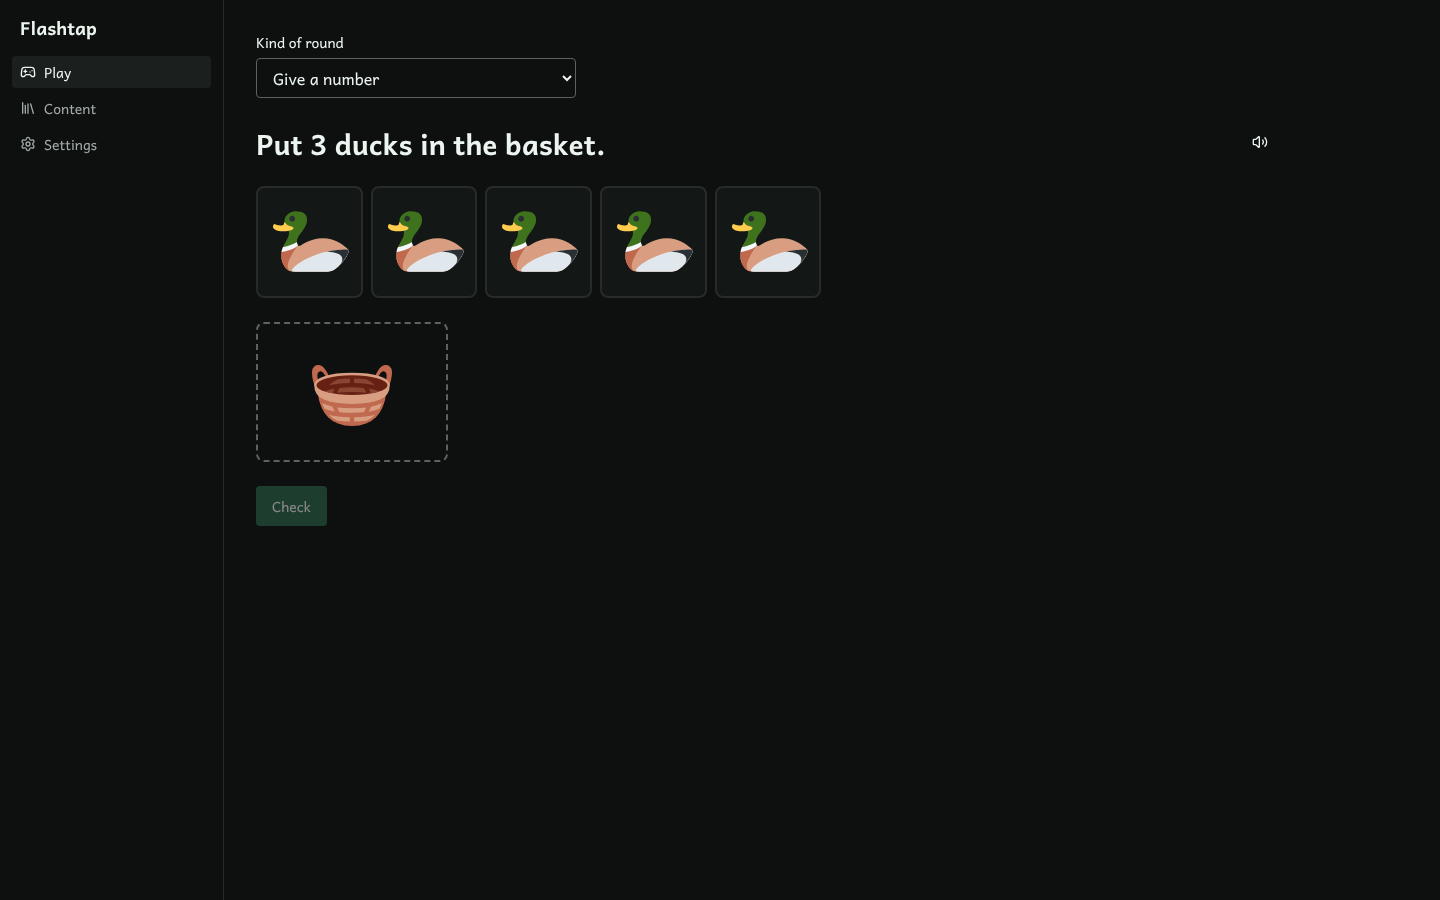 Flashtap
Play
Content
Settings
Kind of round
Give a number
Put 3 ducks in the basket.
Check